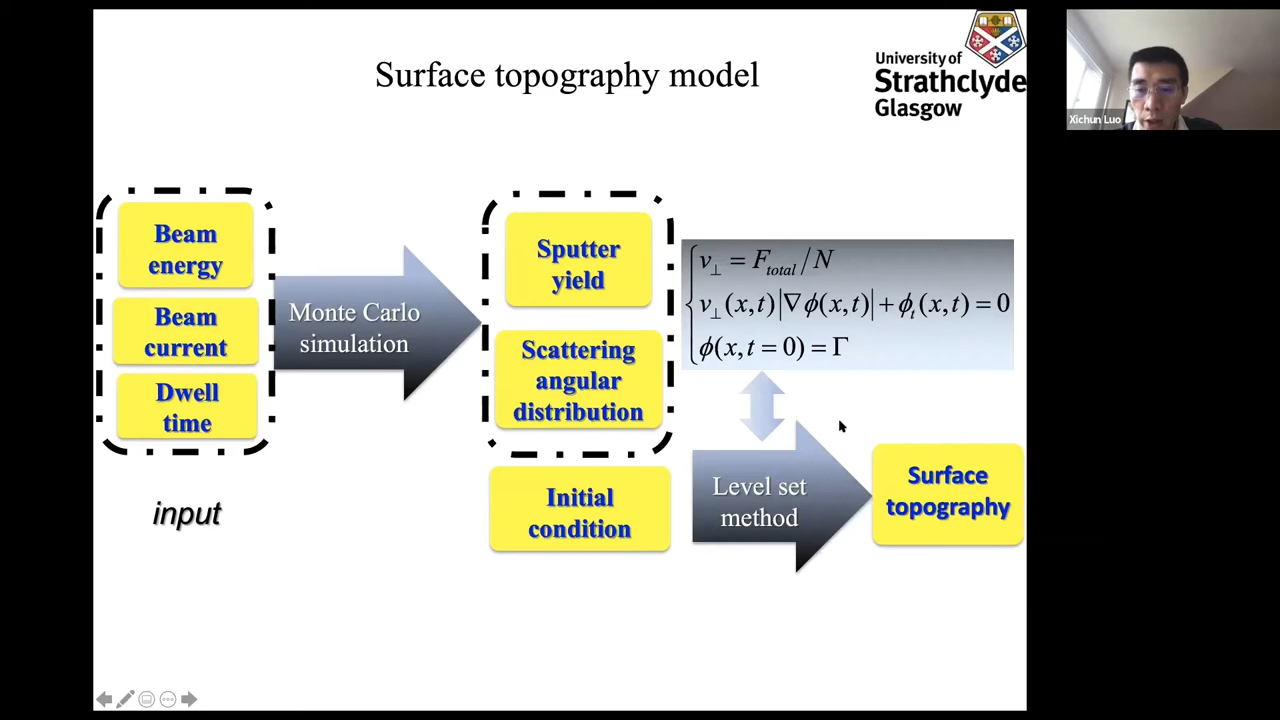 Surface topography model
University of
Strathclyde
Glasgow
Xichun Luo
Beam
energy
Beam
current
Dwell
time
input
Monte Carlo
simulation
Sputter
yield
Scattering
angular
distribution
Initial
condition
v⊥ = F_total / N
v⊥(x,t)|∇ϕ(x,t)| + ϕ_t(x,t) = 0
ϕ(x,t = 0) = Γ
Level set
method
Surface
topography